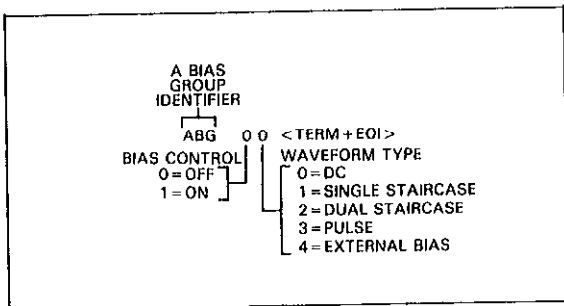 A BIAS
GROUP
IDENTIFIER
ABG 0 0 <TERM+EOI>
BIAS CONTROL
0=OFF
1=ON
WAVEFORM TYPE
0=DC
1=SINGLE STAIRCASE
2=DUAL STAIRCASE
3=PULSE
4=EXTERNAL BIAS